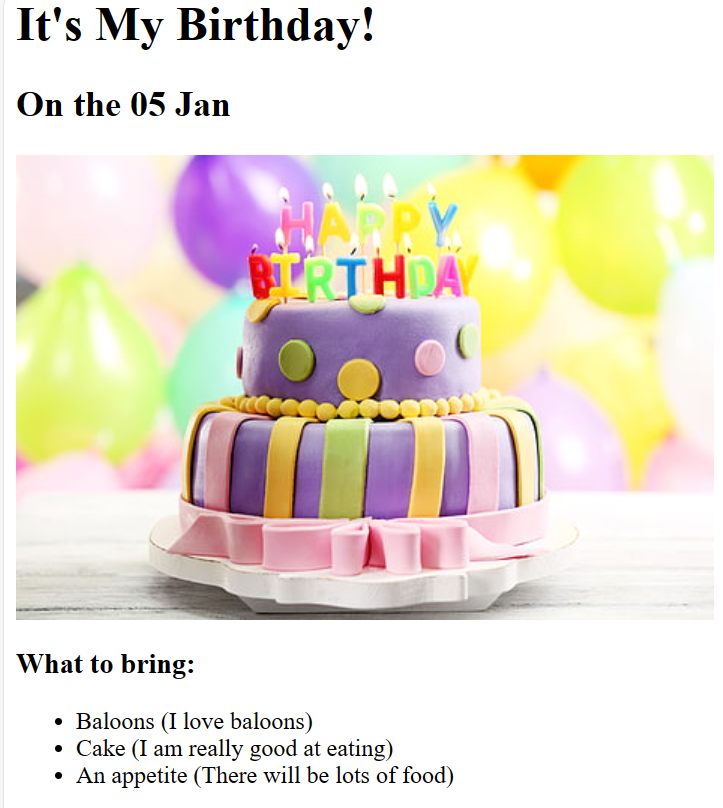 It's My Birthday!
On the 05 Jan
HAPPY
BIRTHDAY
What to bring:
Baloons (I love baloons)
Cake (I am really good at eating)
An appetite (There will be lots of food)